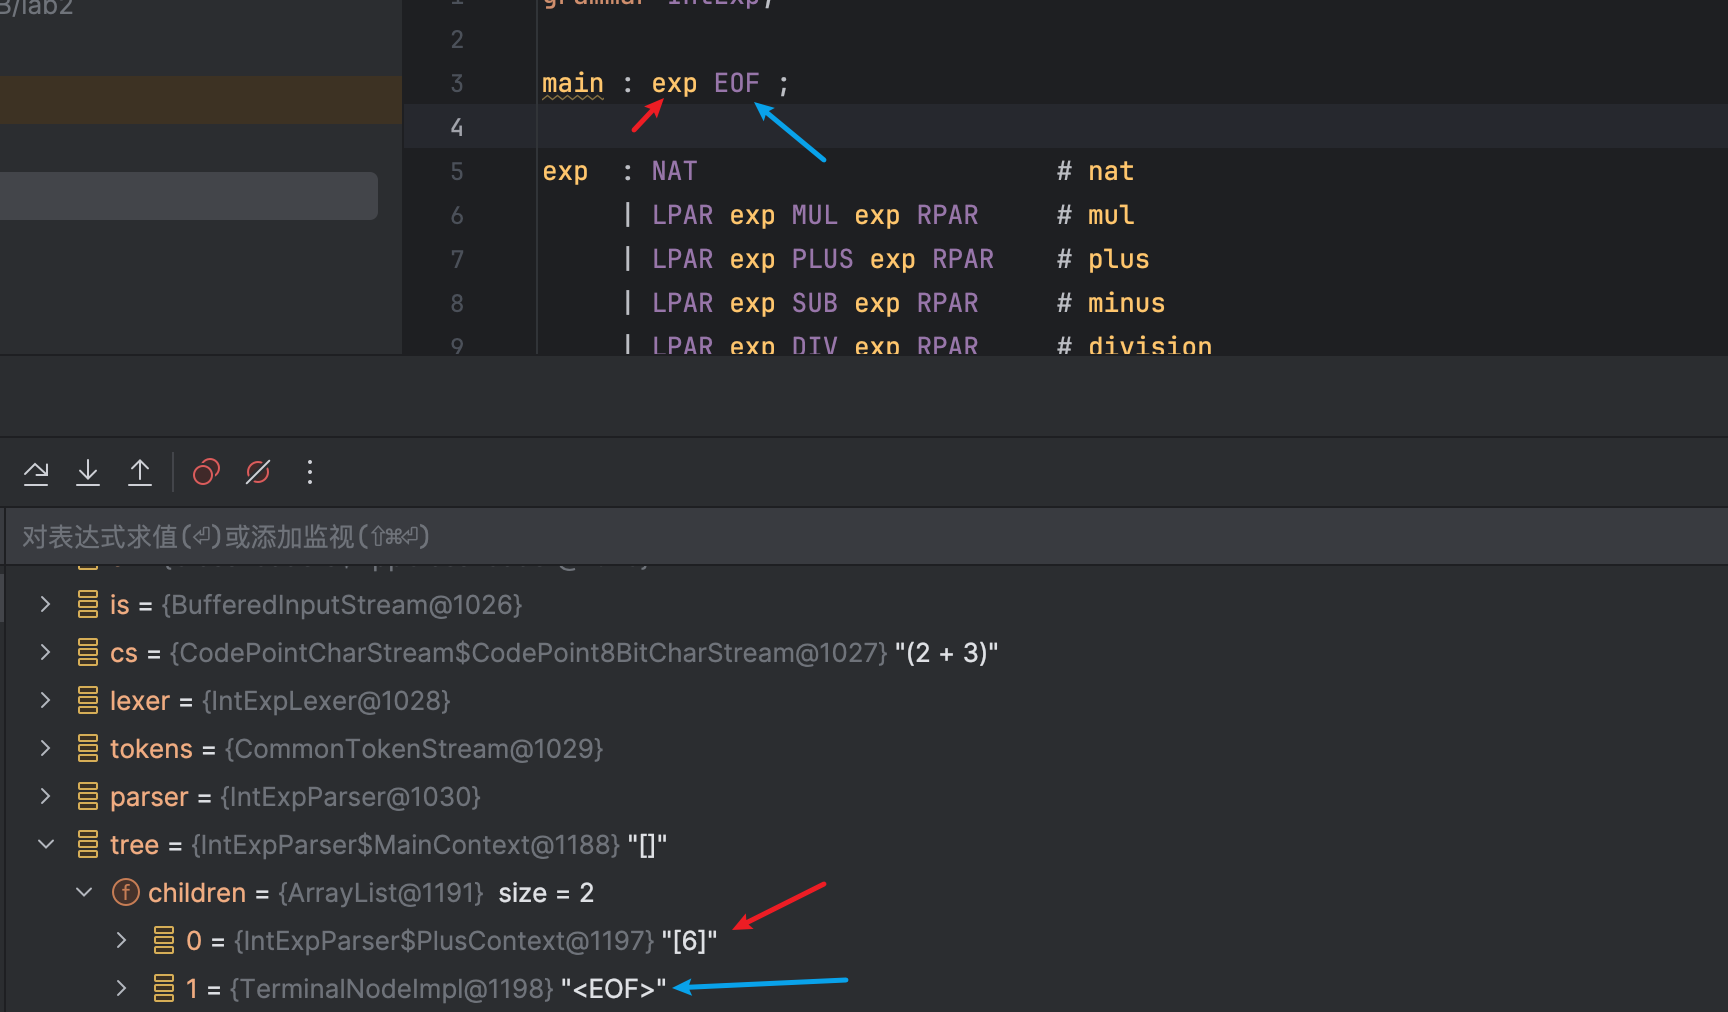 B/lab2
1 grammar IntExp;
2
3 main : exp EOF ;
4
5 exp : NAT # nat
6 | LPAR exp MUL exp RPAR # mul
7 | LPAR exp PLUS exp RPAR # plus
8 | LPAR exp SUB exp RPAR # minus
9 | LPAR exp DIV exp RPAR # division
对表达式求值(⏎)或添加监视(⇧⌘⏎)
is = {BufferedInputStream@1026}
cs = {CodePointCharStream$CodePoint8BitCharStream@1027} "(2 + 3)"
lexer = {IntExpLexer@1028}
tokens = {CommonTokenStream@1029}
parser = {IntExpParser@1030}
tree = {IntExpParser$MainContext@1188} "[]"
f children = {ArrayList@1191} size = 2
0 = {IntExpParser$PlusContext@1197} "[6]"
1 = {TerminalNodeImpl@1198} "<EOF>"